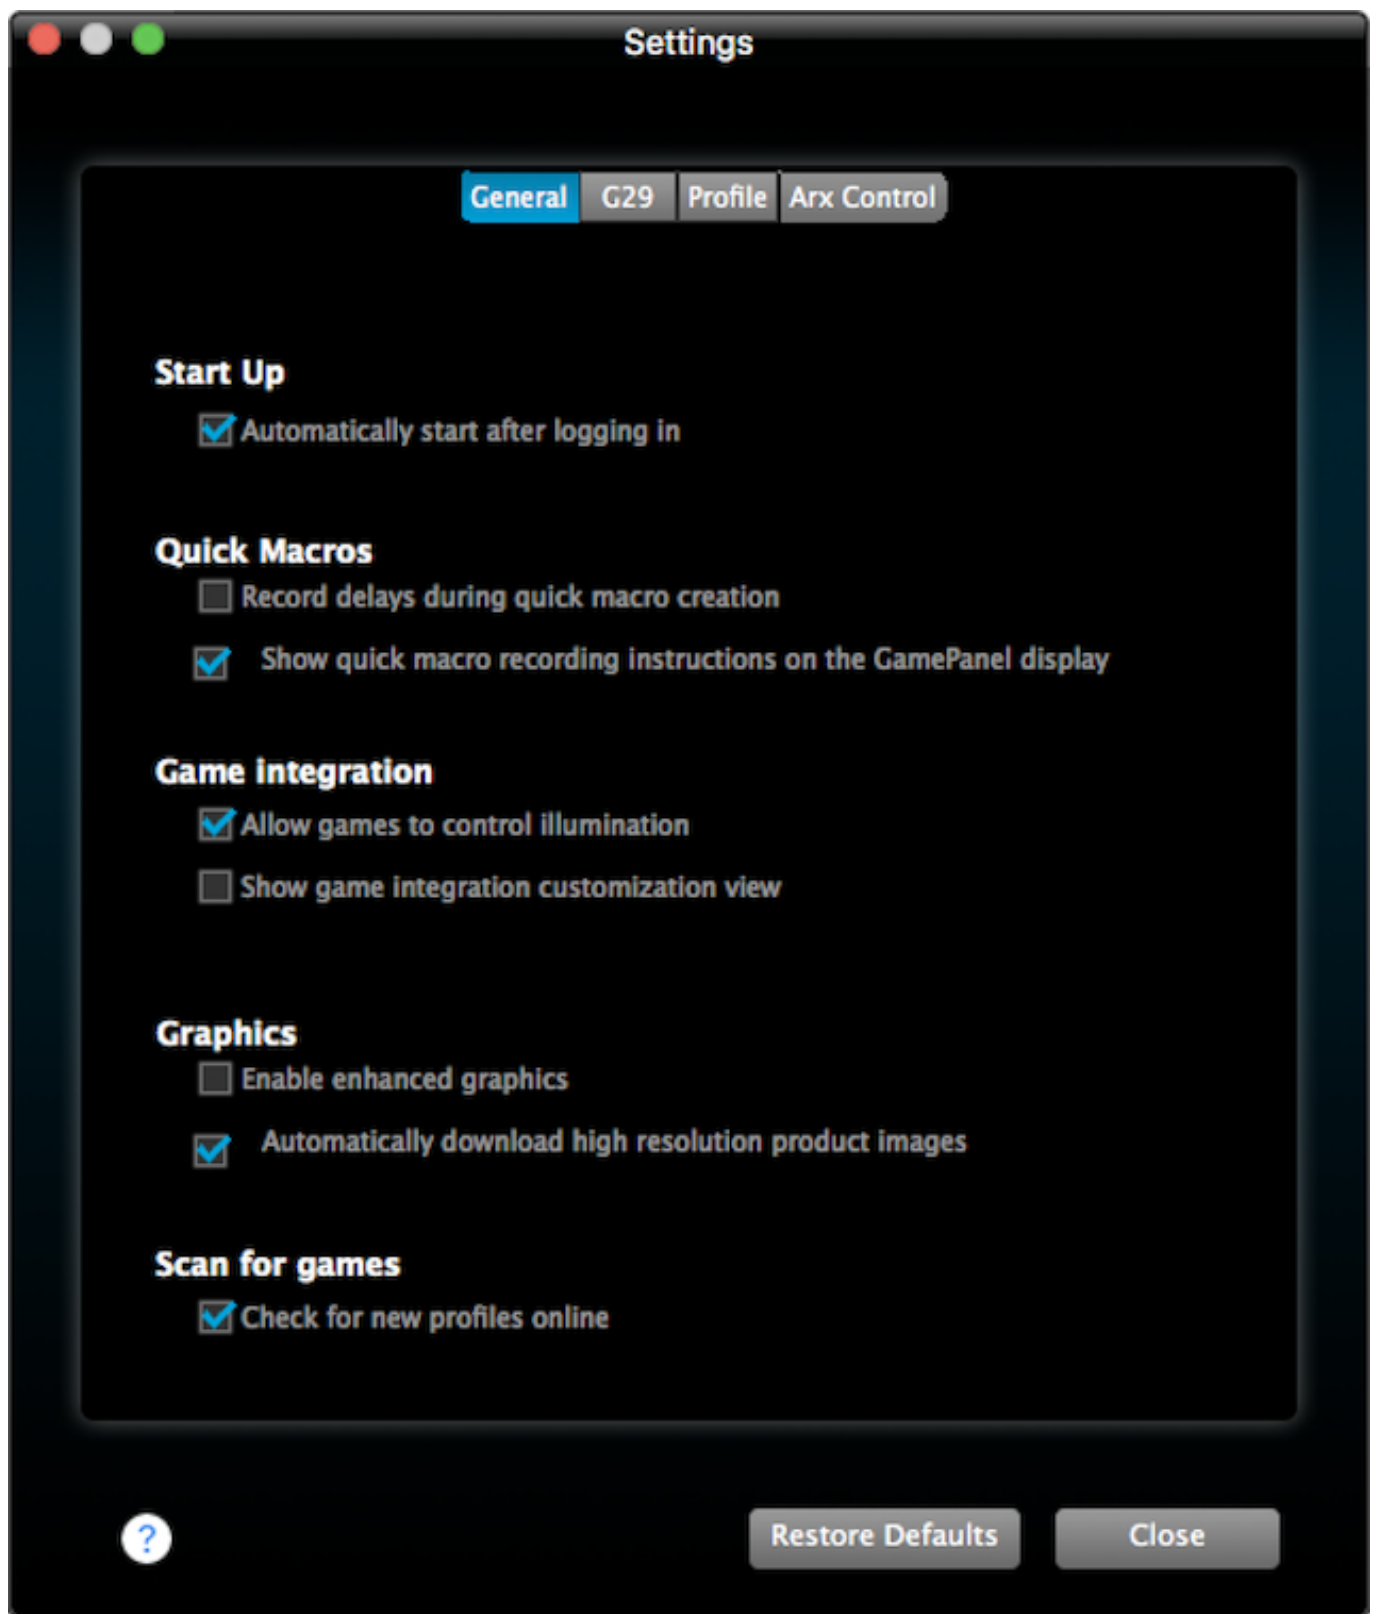 Settings
General G29 Profile Arx Control
Start Up
Automatically start after logging in
Quick Macros
Record delays during quick macro creation
Show quick macro recording instructions on the GamePanel display
Game integration
Allow games to control illumination
Show game integration customization view
Graphics
Enable enhanced graphics
Automatically download high resolution product images
Scan for games
Check for new profiles online
? Restore Defaults Close